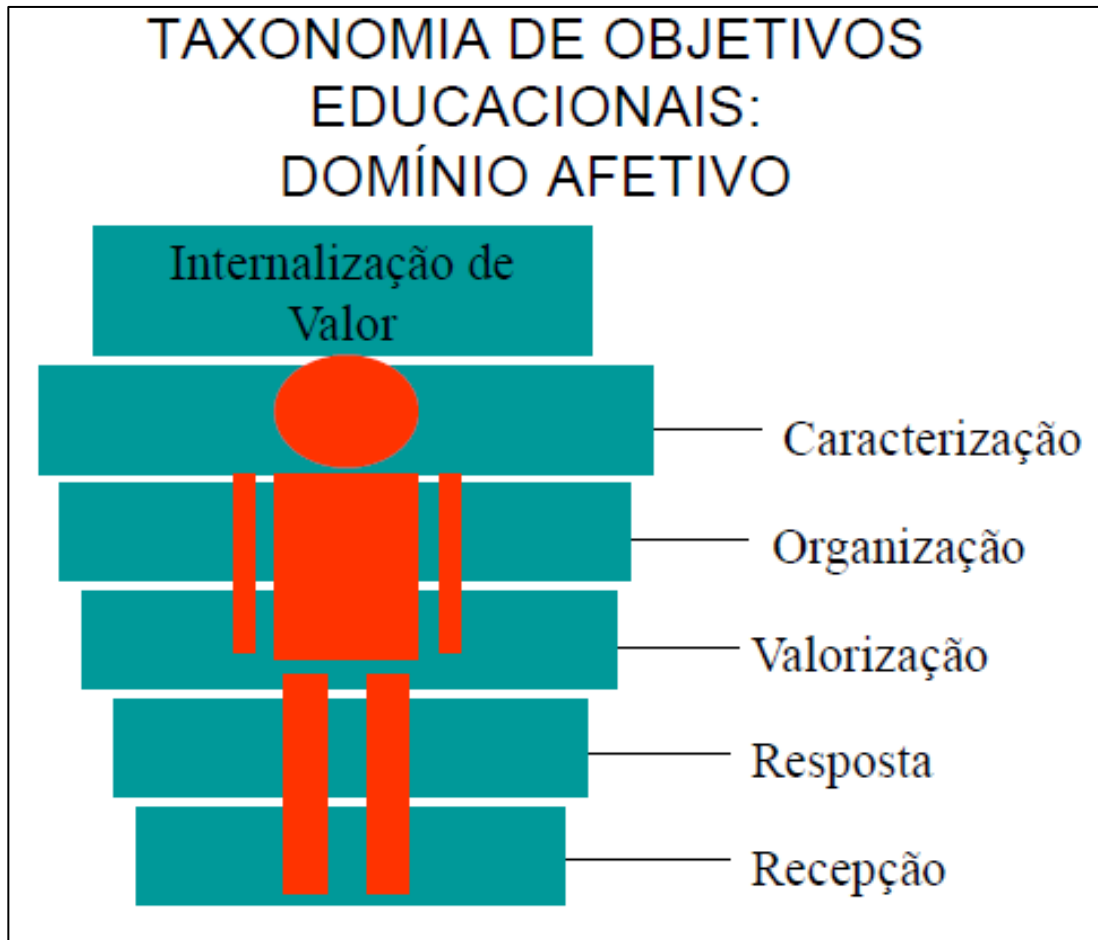 TAXONOMIA DE OBJETIVOS
EDUCACIONAIS:
DOMÍNIO AFETIVO
Internalização de
Valor
Caracterização
Organização
Valorização
Resposta
Recepção